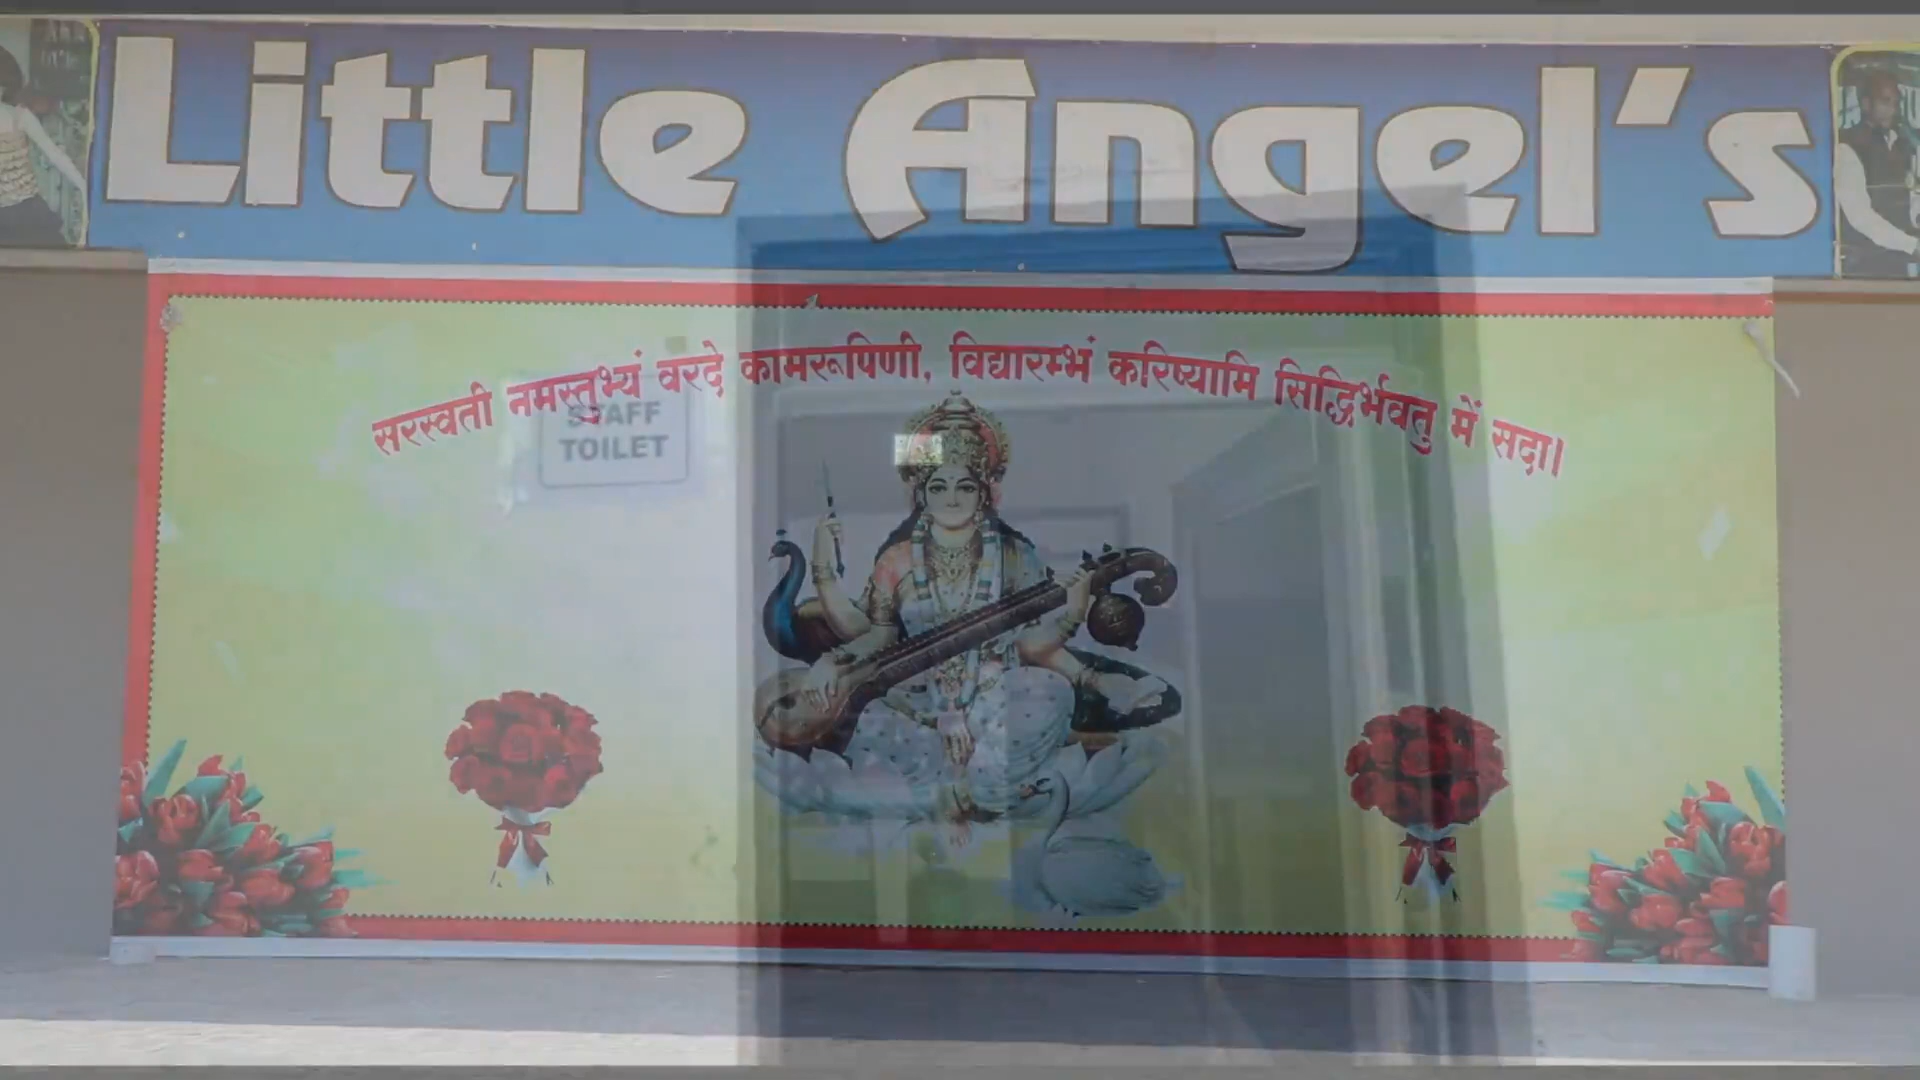 Little Angel's
सरस्वती नमस्तुभ्यं वरदे कामरूपिणी, विद्यारम्भं करिष्यामि सिद्धिर्भवतु में सदा।
STAFF
TOILET